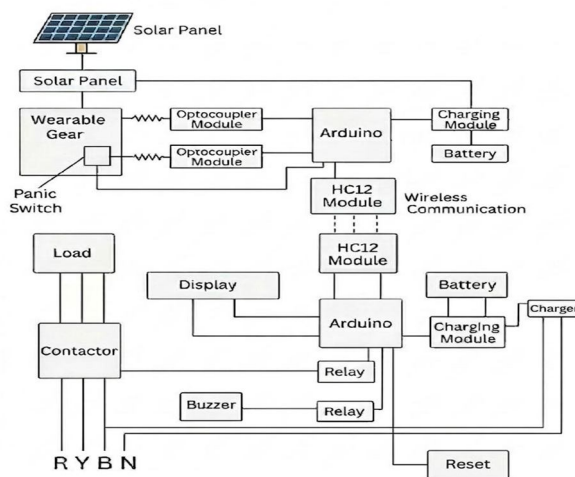 Solar Panel
Solar Panel
Wearable
Gear
Optocoupler
Module
Arduino
Charging
Module
Optocoupler
Module
Battery
Panic
Switch
HC12
Module
Wireless
Communication
Load
HC12
Module
Display
Battery
Arduino
Charging
Module
Charger
Contactor
Relay
Buzzer
Relay
R Y B N
Reset